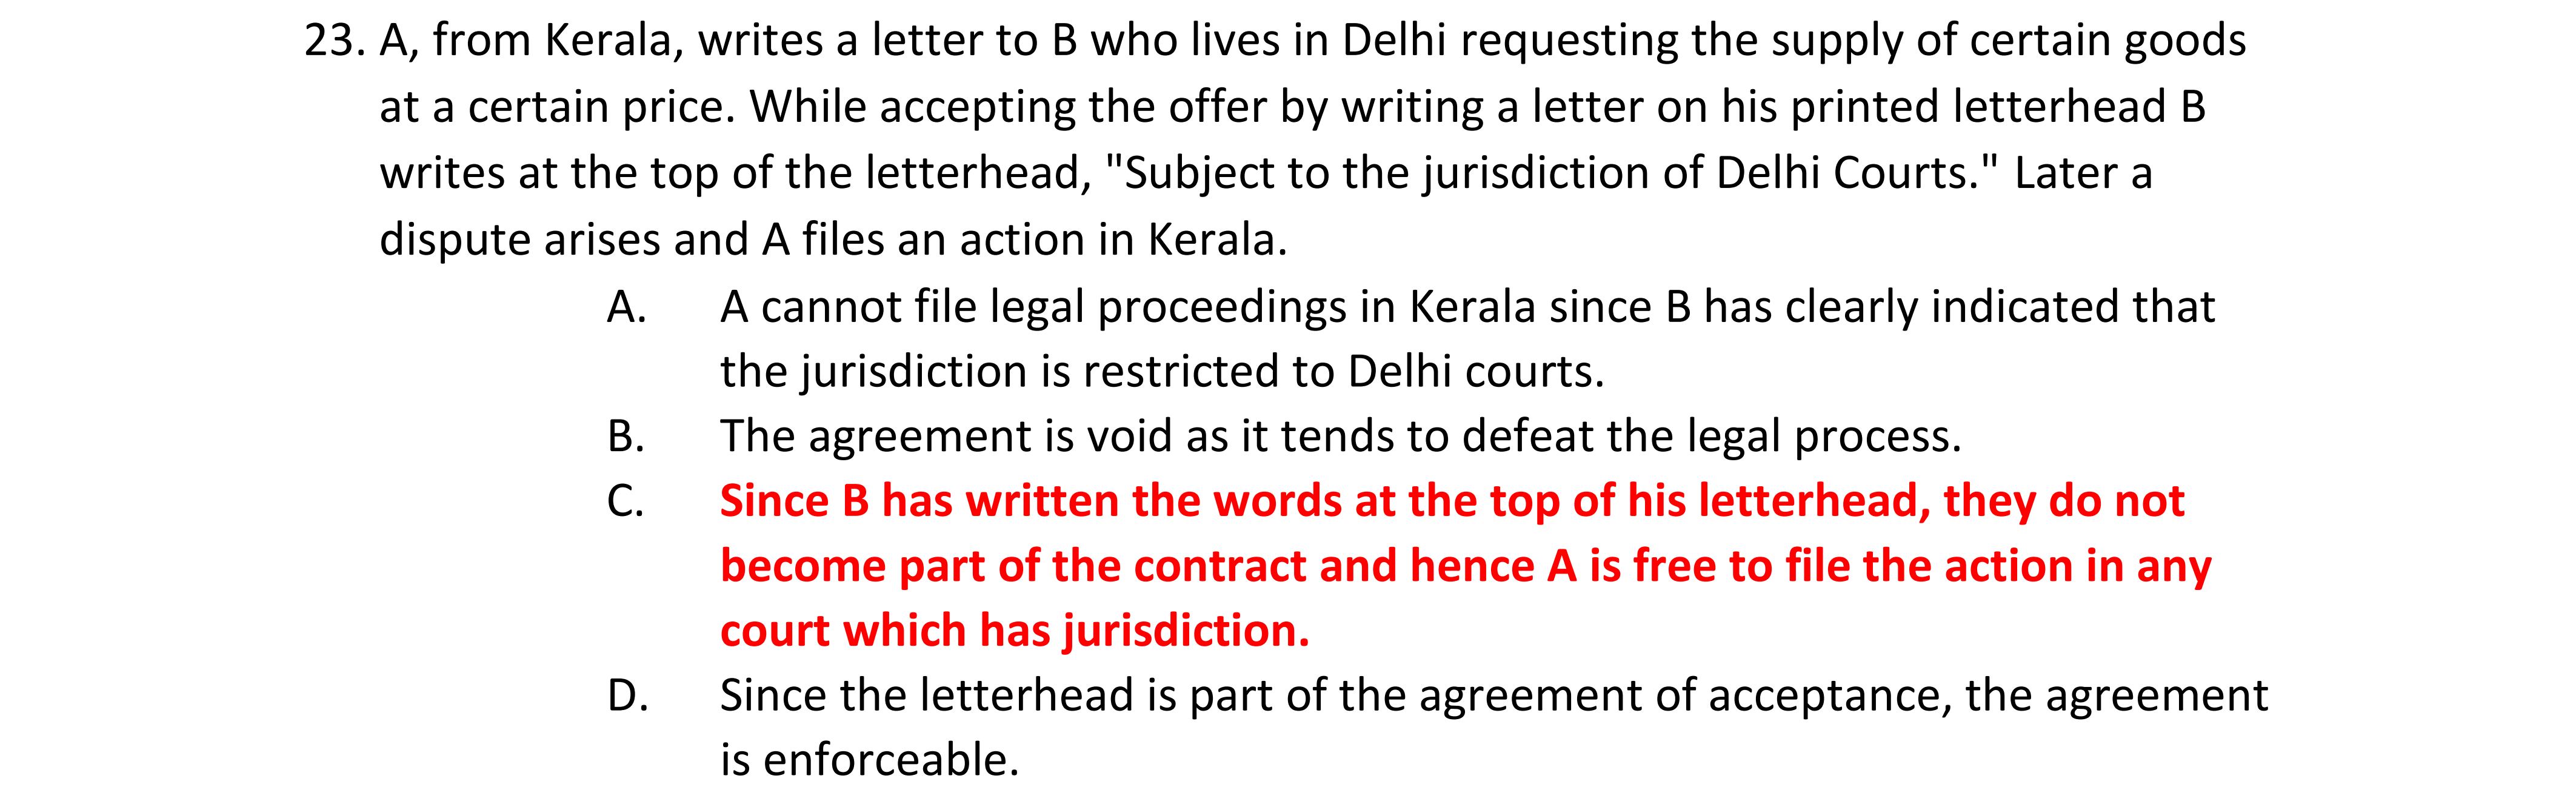 23. A, from Kerala, writes a letter to B who lives in Delhi requesting the supply of certain goods
at a certain price. While accepting the offer by writing a letter on his printed letterhead B
writes at the top of the letterhead, "Subject to the jurisdiction of Delhi Courts." Later a
dispute arises and A files an action in Kerala.
A. A cannot file legal proceedings in Kerala since B has clearly indicated that
the jurisdiction is restricted to Delhi courts.
B. The agreement is void as it tends to defeat the legal process.
C. Since B has written the words at the top of his letterhead, they do not
become part of the contract and hence A is free to file the action in any
court which has jurisdiction.
D. Since the letterhead is part of the agreement of acceptance, the agreement
is enforceable.